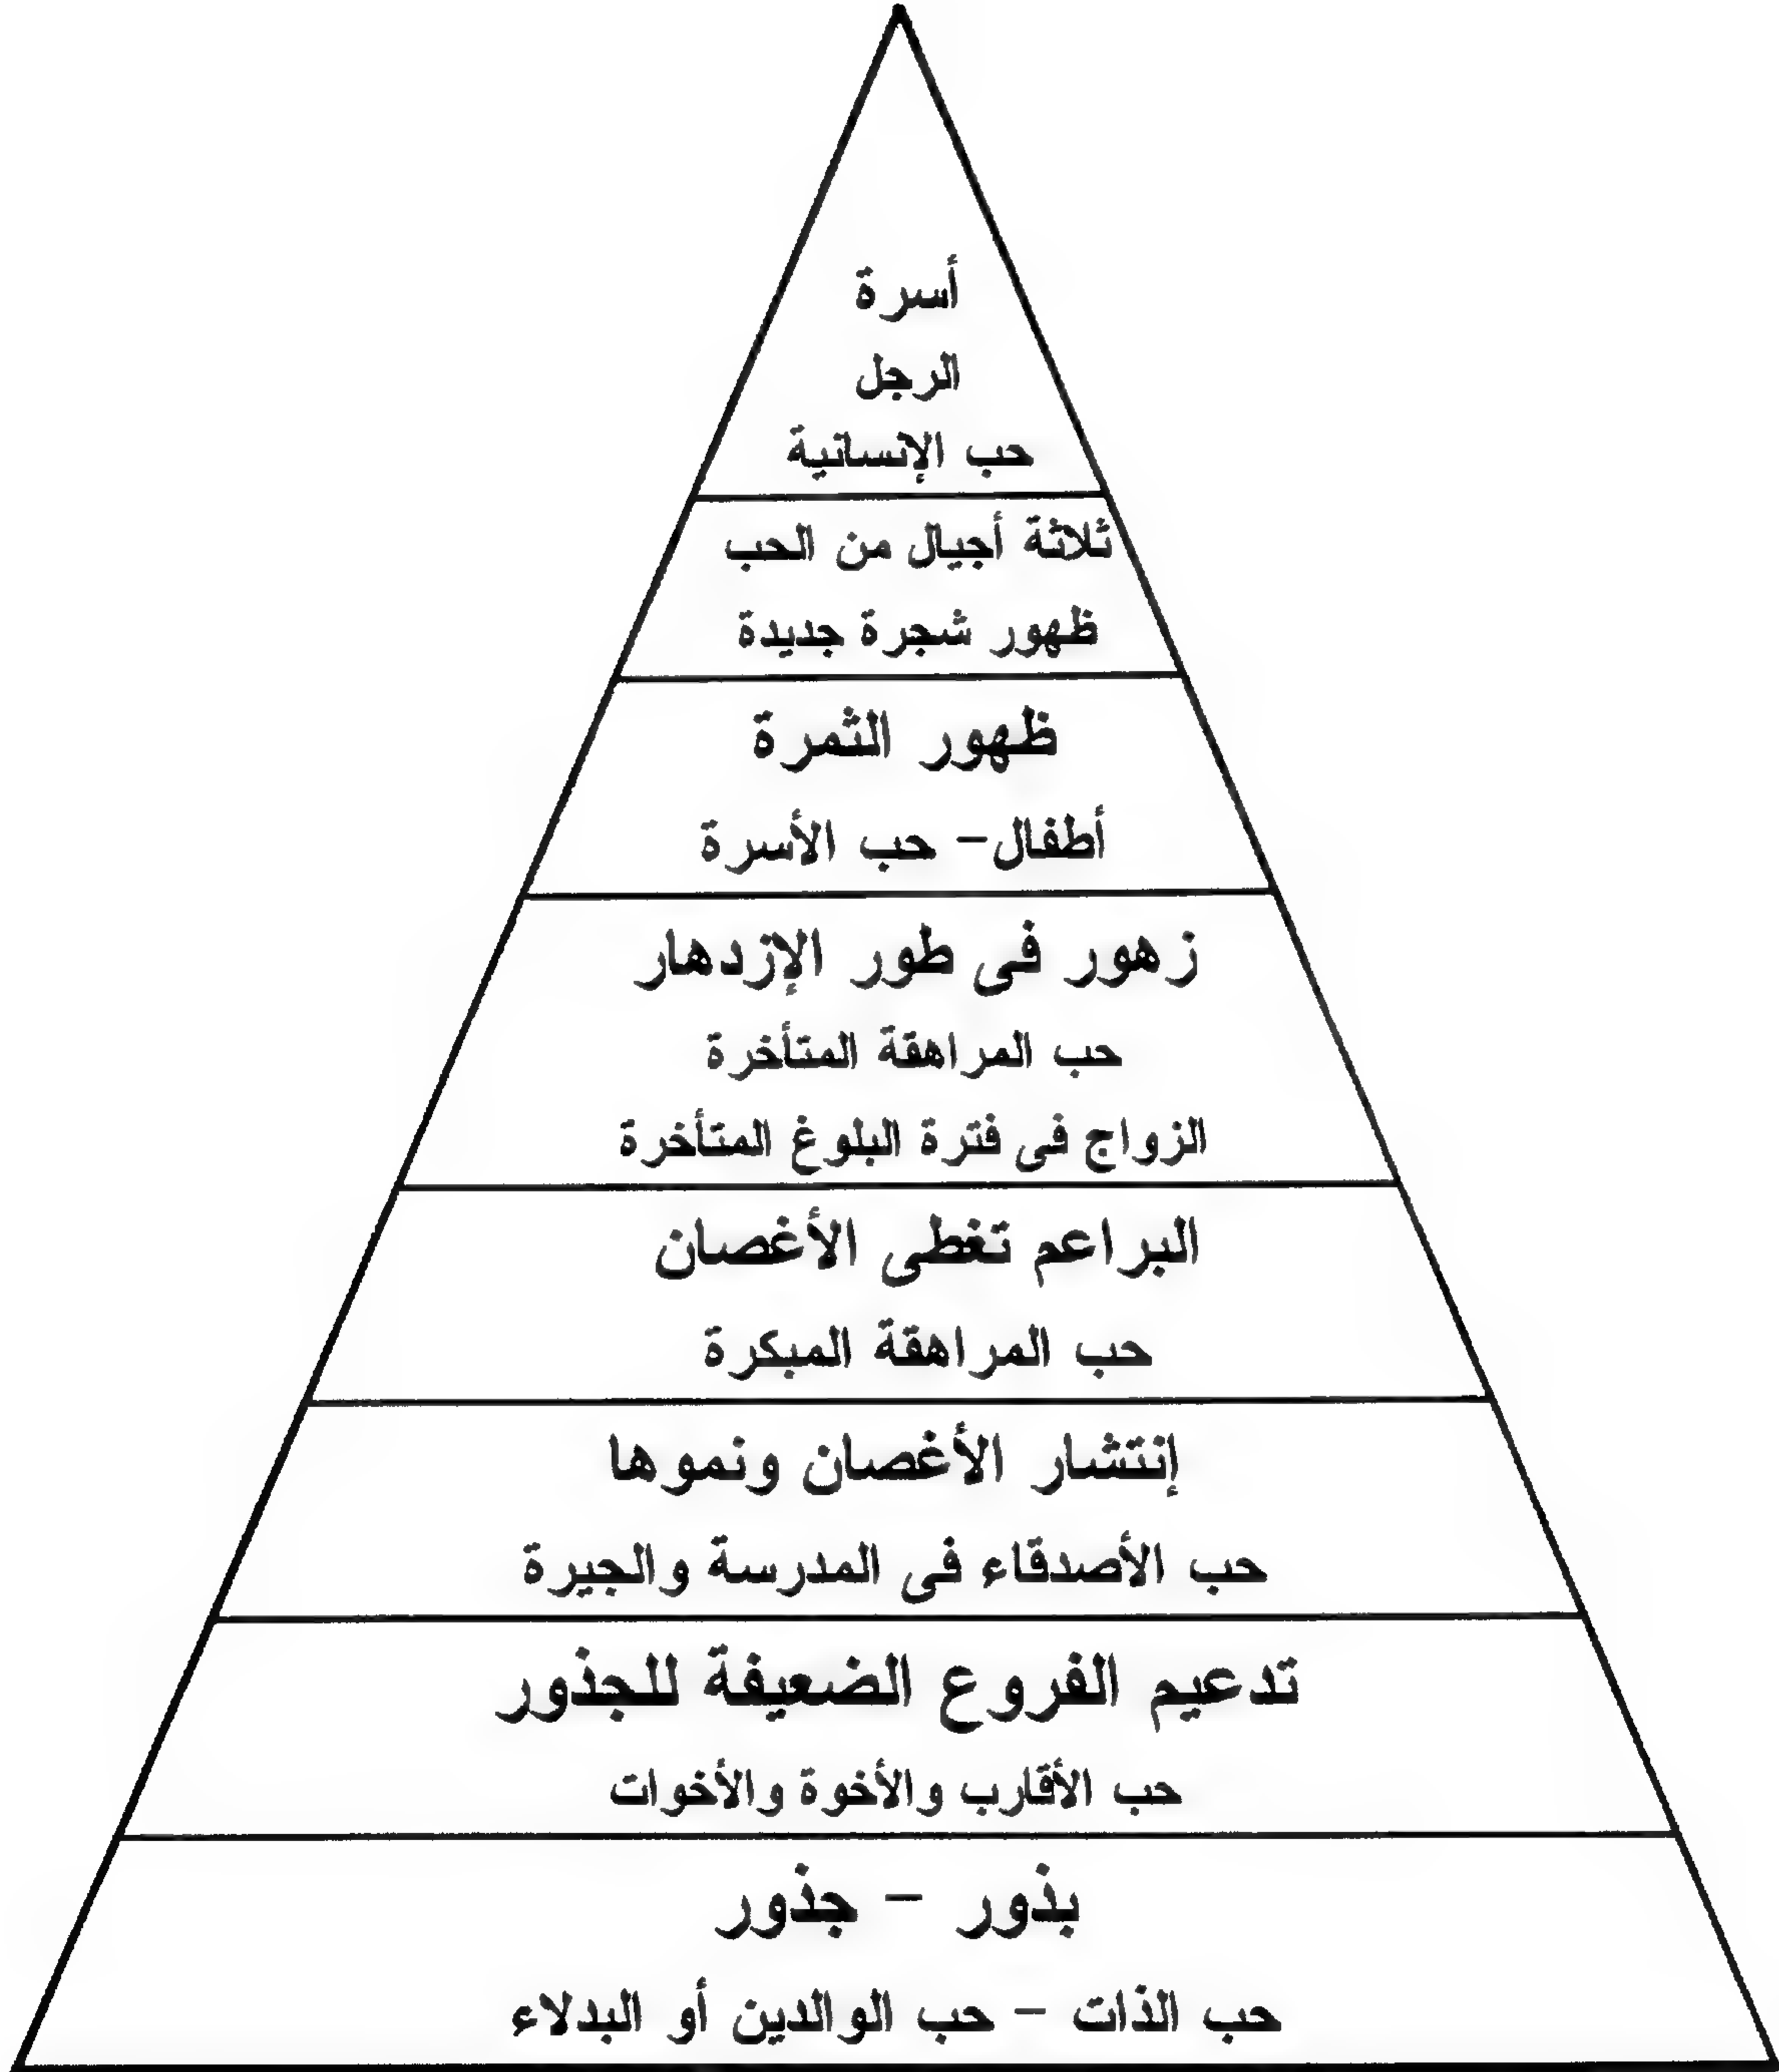 أسرة
الرجل
حب الإنسانية
ثلاثة أجيال من الحب
ظهور شجرة جديدة
ظهور الثمرة
أطفال- حب الأسرة
زهور فى طور الإزدهار
حب المراهقة المتأخرة
الزواج فى فترة البلوغ المتأخرة
البراعم تغطى الأغصان
حب المراهقة المبكرة
إنتشار الأغصان ونموها
حب الأصدقاء فى المدرسة والجيرة
تدعيم الفروع الضعيفة للجذور
حب الأقارب والأخوة والأخوات
بذور - جذور
حب الذات - حب الوالدين أو البدلاء